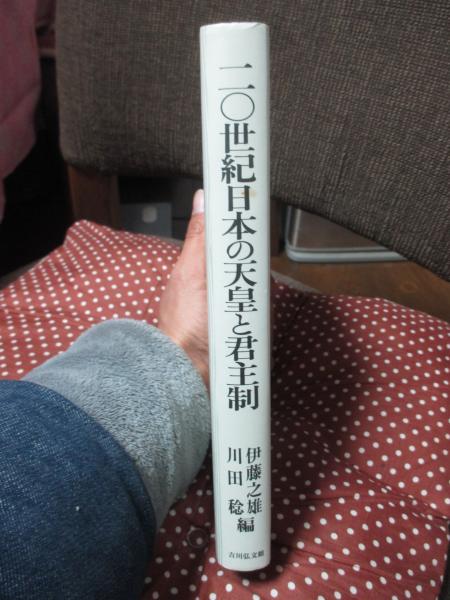 二〇世紀日本の天皇と君主制
伊藤之雄
川田 稔
編
吉川弘文館